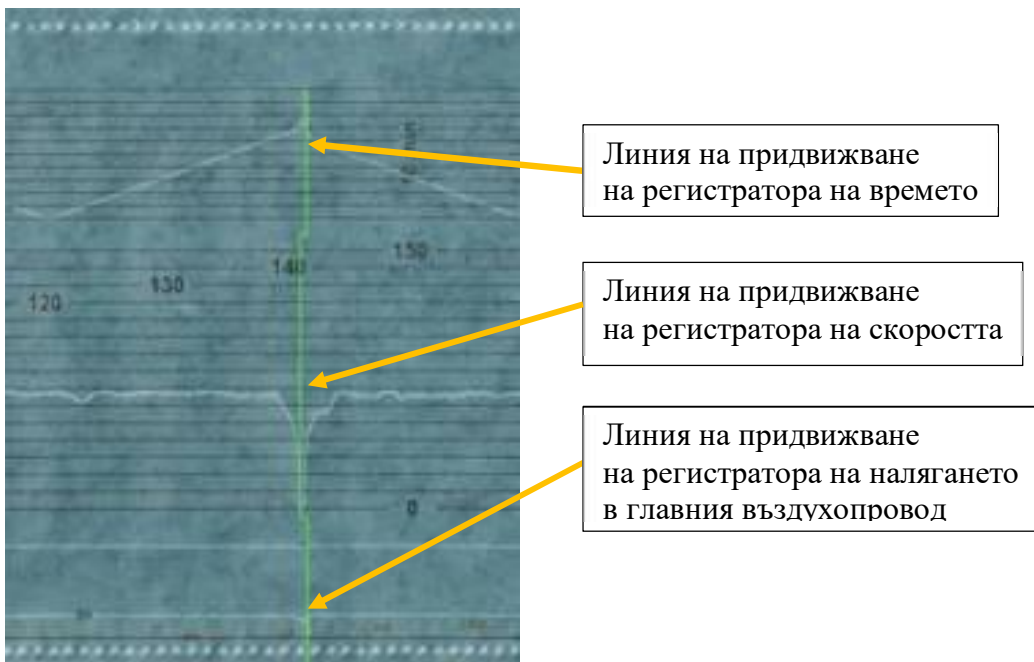 Линия на придвижване
на регистратора на времето
140
150
130
120
Линия на придвижване
на регистратора на скоростта
Линия на придвижване
на регистратора на налягането
в главния въздухопровод
0